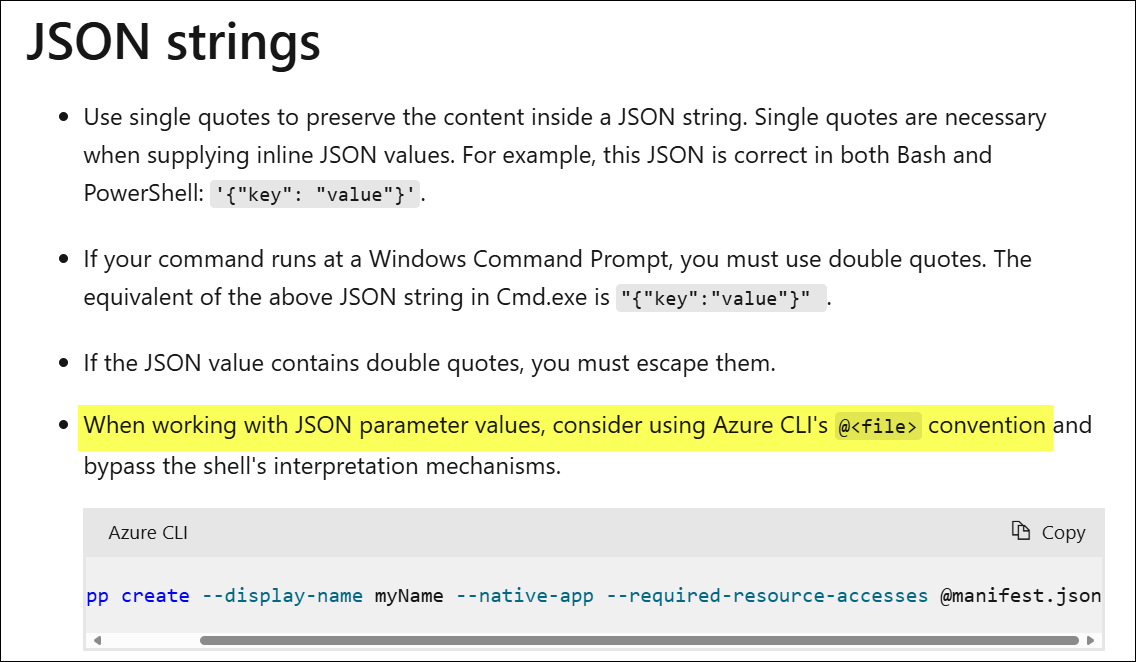 JSON strings
Use single quotes to preserve the content inside a JSON string. Single quotes are necessary
when supplying inline JSON values. For example, this JSON is correct in both Bash and
PowerShell: '{"key": "value"}'.
If your command runs at a Windows Command Prompt, you must use double quotes. The
equivalent of the above JSON string in Cmd.exe is "{"key":"value"}" .
If the JSON value contains double quotes, you must escape them.
When working with JSON parameter values, consider using Azure CLI's @<file> convention and
bypass the shell's interpretation mechanisms.
Azure CLI
Copy
pp create --display-name myName --native-app --required-resource-accesses @manifest.json